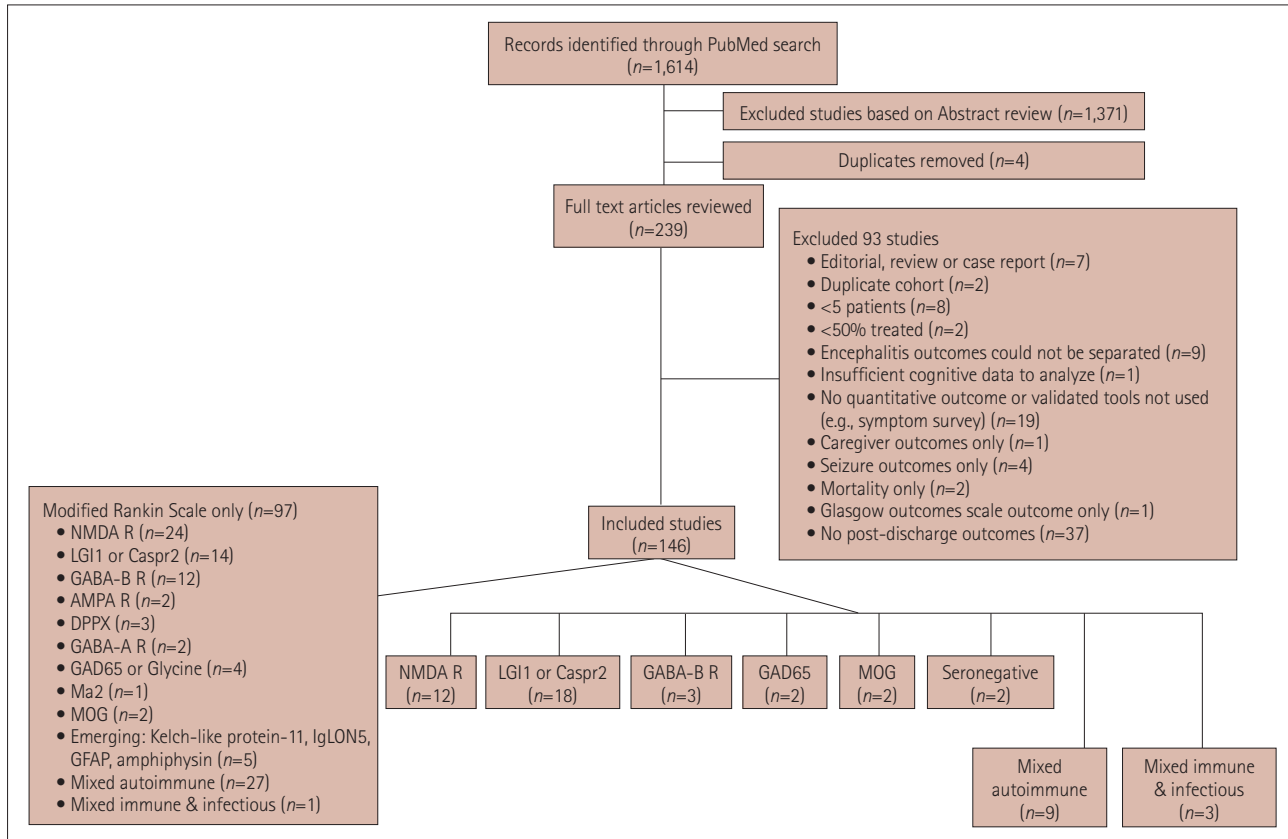 Records identified through PubMed search
(n=1,614)
Excluded studies based on Abstract review (n=1,371)
Duplicates removed (n=4)
Full text articles reviewed
(n=239)
Excluded 93 studies
• Editorial, review or case report (n=7)
• Duplicate cohort (n=2)
• <5 patients (n=8)
• <50% treated (n=2)
• Encephalitis outcomes could not be separated (n=9)
• Insufficient cognitive data to analyze (n=1)
• No quantitative outcome or validated tools not used
(e.g., symptom survey) (n=19)
• Caregiver outcomes only (n=1)
• Seizure outcomes only (n=4)
• Mortality only (n=2)
• Glasgow outcomes scale outcome only (n=1)
• No post-discharge outcomes (n=37)
Included studies
(n=146)
Modified Rankin Scale only (n=97)
• NMDA R (n=24)
• LGI1 or Caspr2 (n=14)
• GABA-B R (n=12)
• AMPA R (n=2)
• DPPX (n=3)
• GABA-A R (n=2)
• GAD65 or Glycine (n=4)
• Ma2 (n=1)
• MOG (n=2)
• Emerging: Kelch-like protein-11, IgLON5,
GFAP, amphiphysin (n=5)
• Mixed autoimmune (n=27)
• Mixed immune & infectious (n=1)
NMDA R
(n=12)
LGI1 or Caspr2
(n=18)
GABA-B R
(n=3)
GAD65
(n=2)
MOG
(n=2)
Seronegative
(n=2)
Mixed
autoimmune
(n=9)
Mixed immune
& infectious
(n=3)